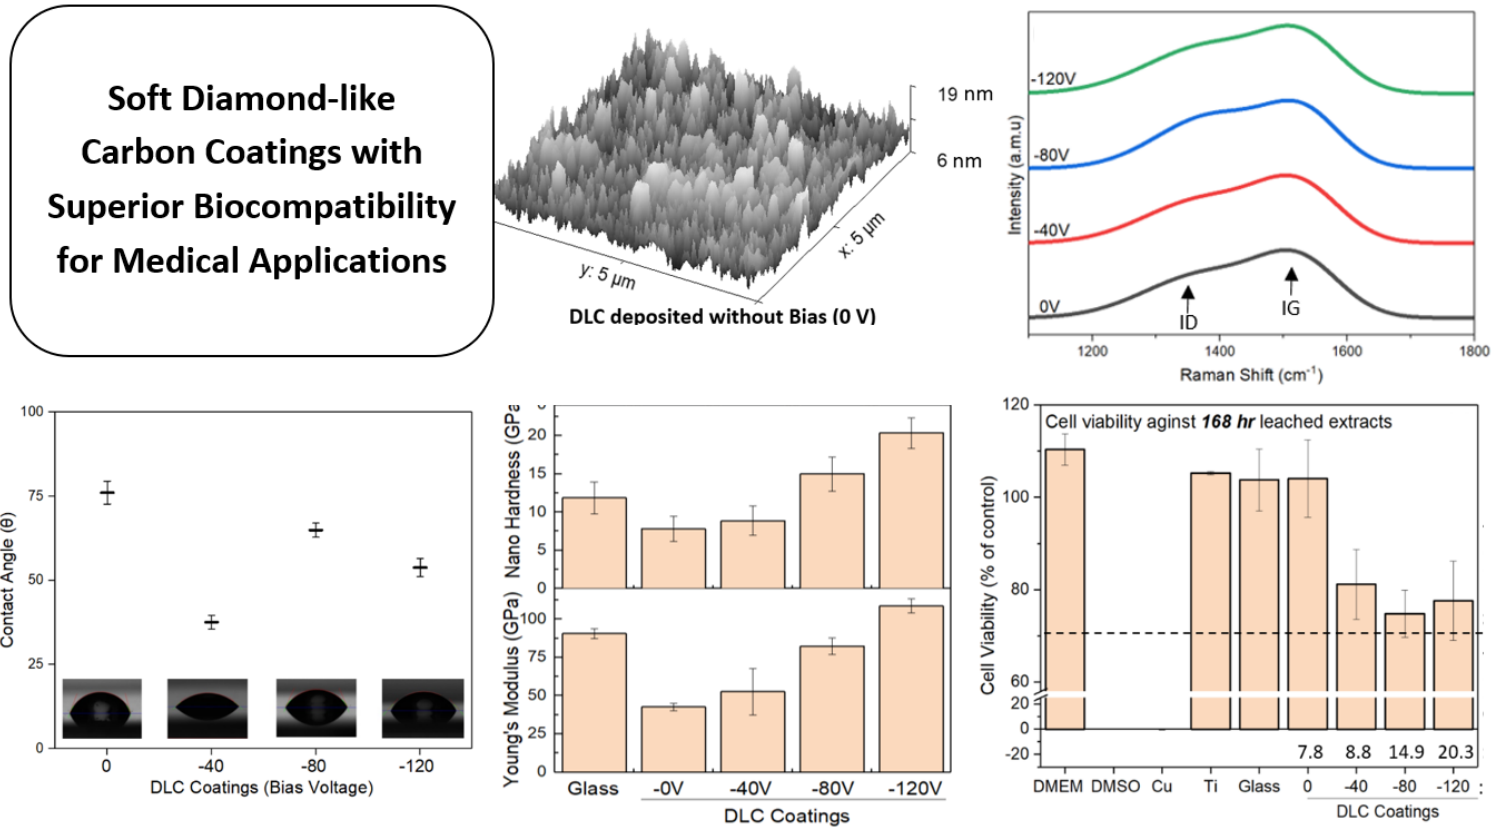 Soft Diamond-like
Carbon Coatings with
Superior Biocompatibility
for Medical Applications
19 nm
6 nm
x: 5 µm
y: 5 µm
DLC deposited without Bias (0 V)
Intensity (a.m.u)
-120V
-80V
-40V
0V
ID
IG
1200 1400 1600 1800
Raman Shift (cm⁻¹)
Contact Angle (θ)
100
75
50
25
0
0 -40 -80 -120
DLC Coatings (Bias Voltage)
Nano Hardness (GPa
20
15
10
5
0
Young's Modulus (GPa)
100
75
50
25
0
Glass -0V -40V -80V -120V
DLC Coatings
Cell Viability (% of control)
120
100
80
60
20
0
-20
Cell viability aginst 168 hr leached extracts
7.8 8.8 14.9 20.3
DMEM DMSO Cu Ti Glass 0 -40 -80 -120 :
DLC Coatings